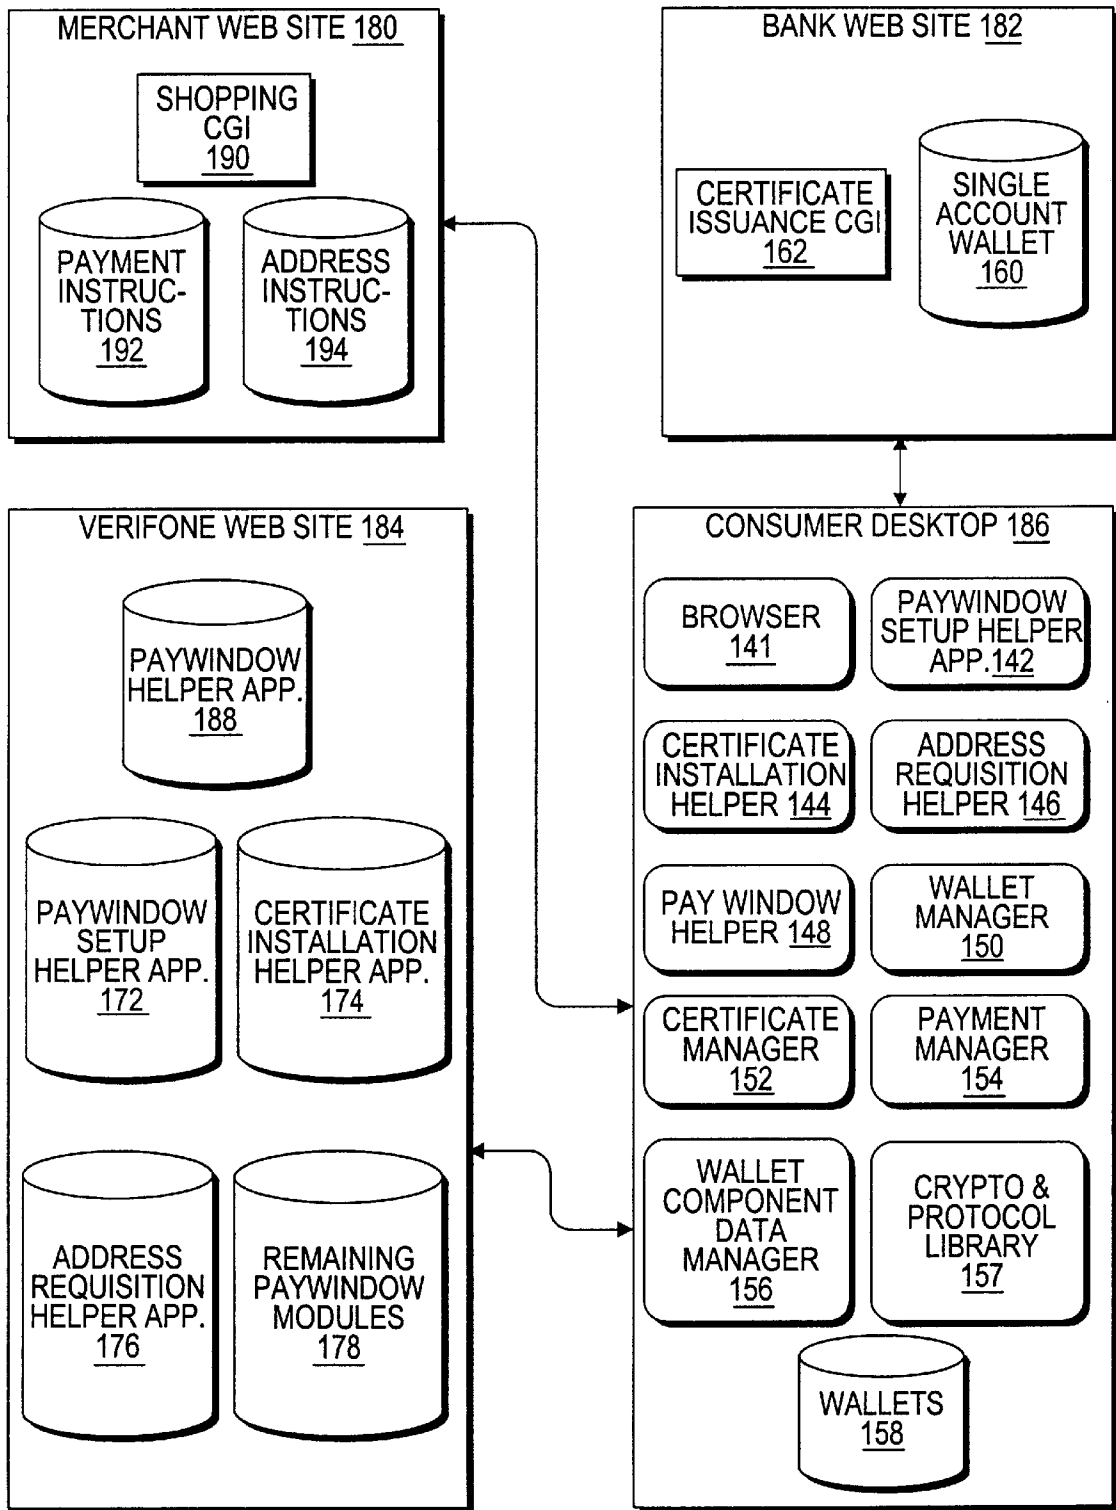 MERCHANT WEB SITE 180
SHOPPING
CGI
190
PAYMENT
INSTRUC-
TIONS
192
ADDRESS
INSTRUC-
TIONS
194
BANK WEB SITE 182
CERTIFICATE
ISSUANCE CGI
162
SINGLE
ACCOUNT
WALLET
160
VERIFONE WEB SITE 184
PAYWINDOW
HELPER APP.
188
PAYWINDOW
SETUP
HELPER APP.
172
CERTIFICATE
INSTALLATION
HELPER APP.
174
ADDRESS
REQUISITION
HELPER APP.
176
REMAINING
PAYWINDOW
MODULES
178
CONSUMER DESKTOP 186
BROWSER
141
PAYWINDOW
SETUP HELPER
APP.142
CERTIFICATE
INSTALLATION
HELPER 144
ADDRESS
REQUISITION
HELPER 146
PAY WINDOW
HELPER 148
WALLET
MANAGER
150
CERTIFICATE
MANAGER
152
PAYMENT
MANAGER
154
WALLET
COMPONENT
DATA
MANAGER
156
CRYPTO &
PROTOCOL
LIBRARY
157
WALLETS
158